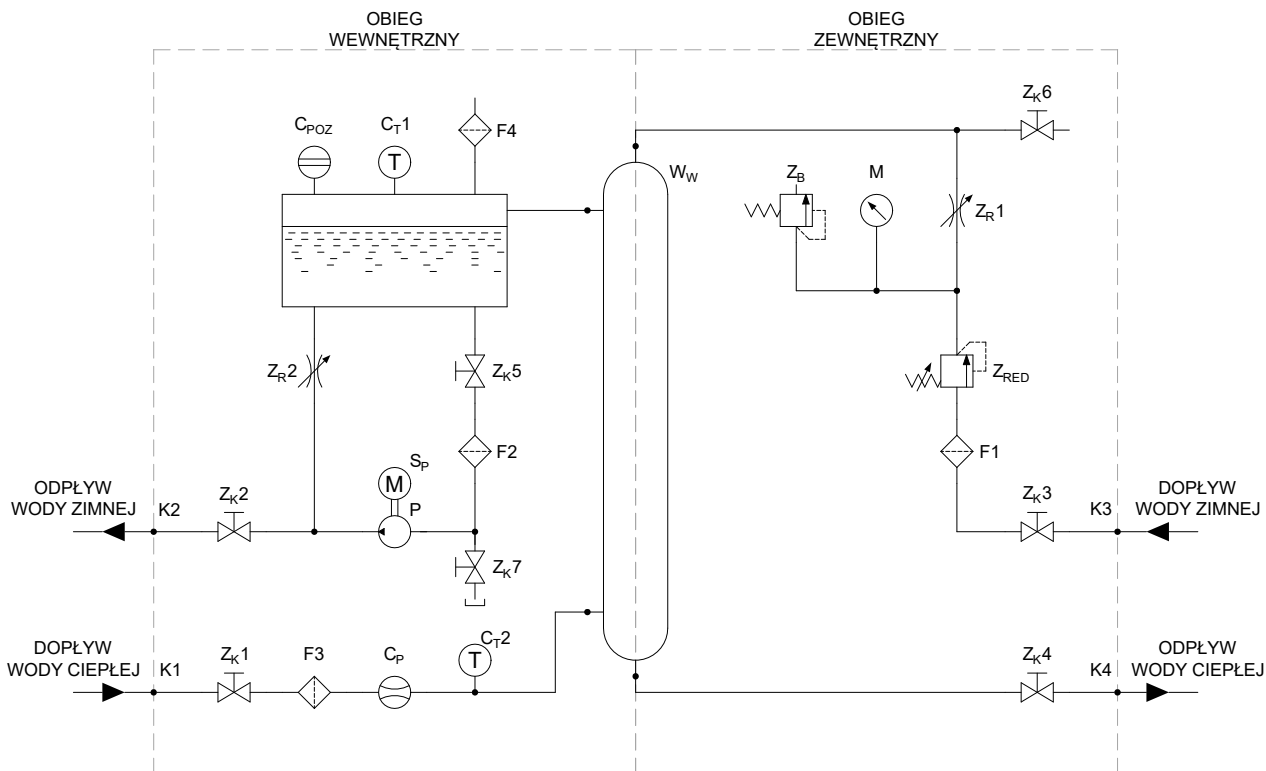 OBIEG
WEWNĘTRZNY
OBIEG
ZEWNĘTRZNY
ZK6
CPOZ
CT1
F4
WW
ZB
M
ZR1
T
ZR2
ZK5
ZRED
F2
F1
SP
M
P
ODPŁYW
WODY ZIMNEJ
K2
ZK2
ZK3
K3
DOPŁYW
WODY ZIMNEJ
ZK7
DOPŁYW
WODY CIEPŁEJ
K1
ZK1
F3
CP
CT2
T
ZK4
K4
ODPŁYW
WODY CIEPŁEJ